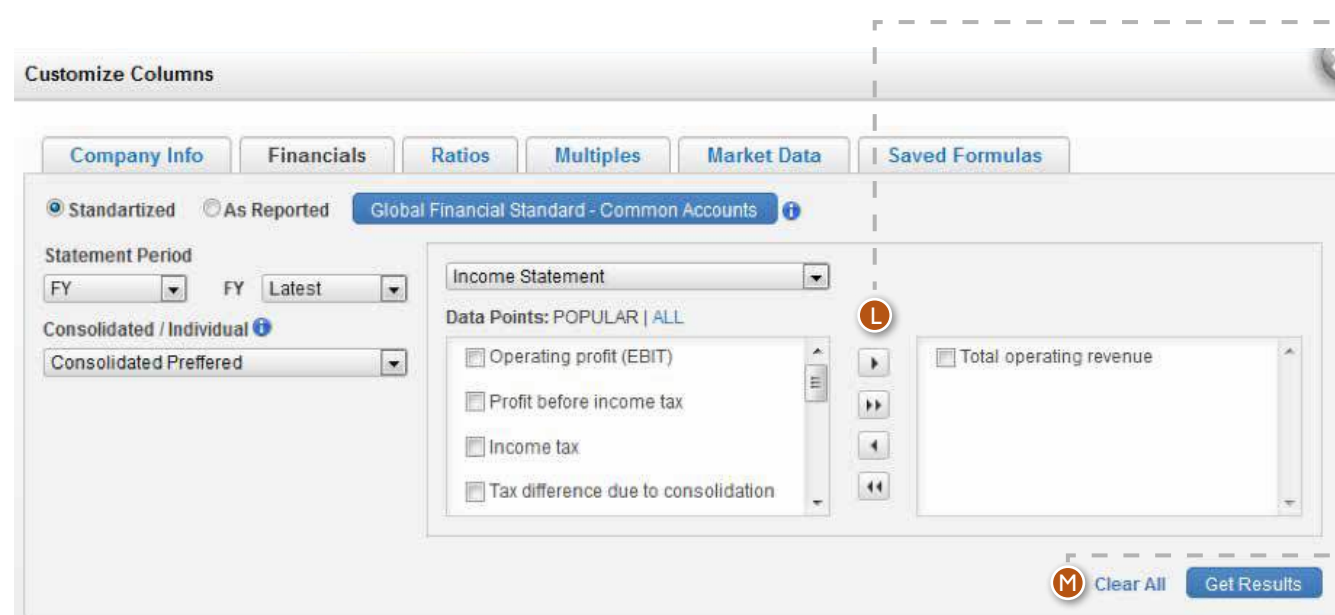 Customize Columns
Company Info Financials Ratios Multiples Market Data Saved Formulas
Standartized As Reported Global Financial Standard - Common Accounts i
Statement Period
FY FY Latest
Income Statement
Consolidated / Individual i
Data Points: POPULAR | ALL
L
Consolidated Preffered
Operating profit (EBIT)
Total operating revenue
Profit before income tax
Income tax
Tax difference due to consolidation
M Clear All Get Results